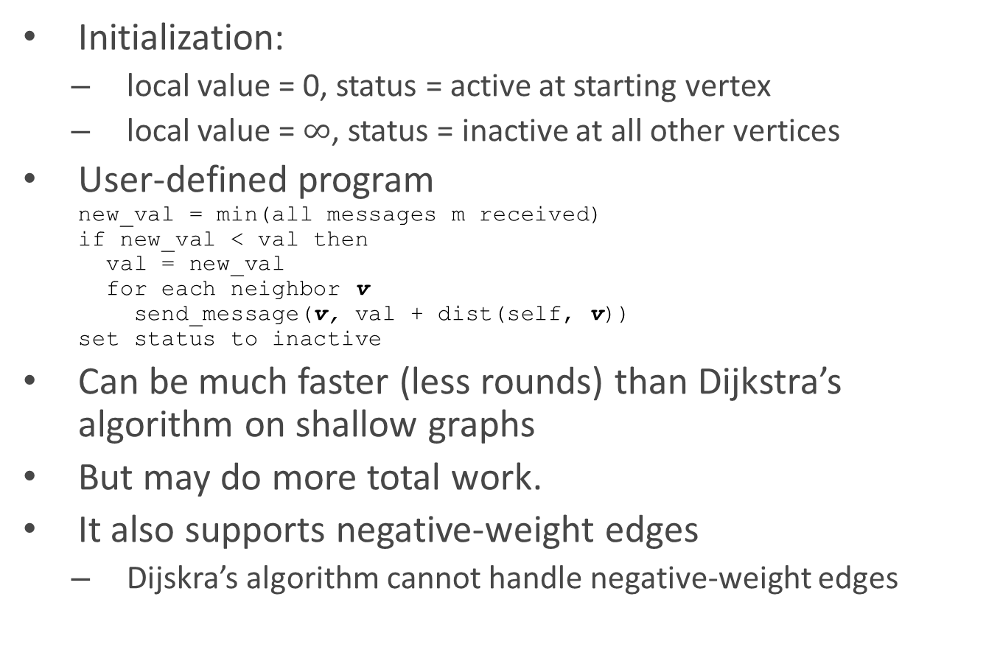 • Initialization:
– local value = 0, status = active at starting vertex
– local value = ∞, status = inactive at all other vertices
• User-defined program
new_val = min(all messages m received)
if new_val < val then
  val = new_val
  for each neighbor v
    send_message(v, val + dist(self, v))
set status to inactive
• Can be much faster (less rounds) than Dijkstra’s
algorithm on shallow graphs
• But may do more total work.
• It also supports negative-weight edges
– Dijskra’s algorithm cannot handle negative-weight edges